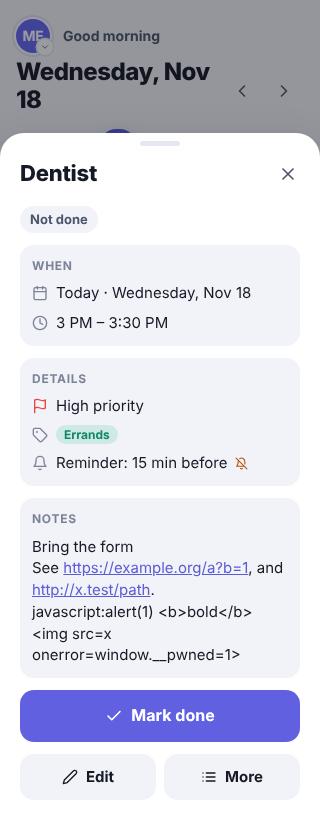 ME
Good morning
Wednesday, Nov
18
Dentist
Not done
WHEN
Today · Wednesday, Nov 18
3 PM – 3:30 PM
DETAILS
High priority
Errands
Reminder: 15 min before
NOTES
Bring the form
See https://example.org/a?b=1, and
http://x.test/path.
javascript:alert(1) <b>bold</b>
<img src=x
onerror=window.__pwned=1>
Mark done
Edit
More